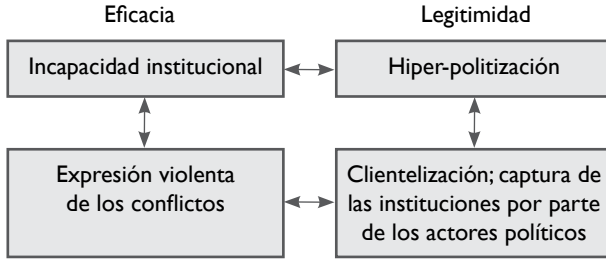 Eficacia
Legitimidad
Incapacidad institucional
Hiper-politización
Expresión violenta
de los conflictos
Clientelización; captura de
las instituciones por parte
de los actores políticos